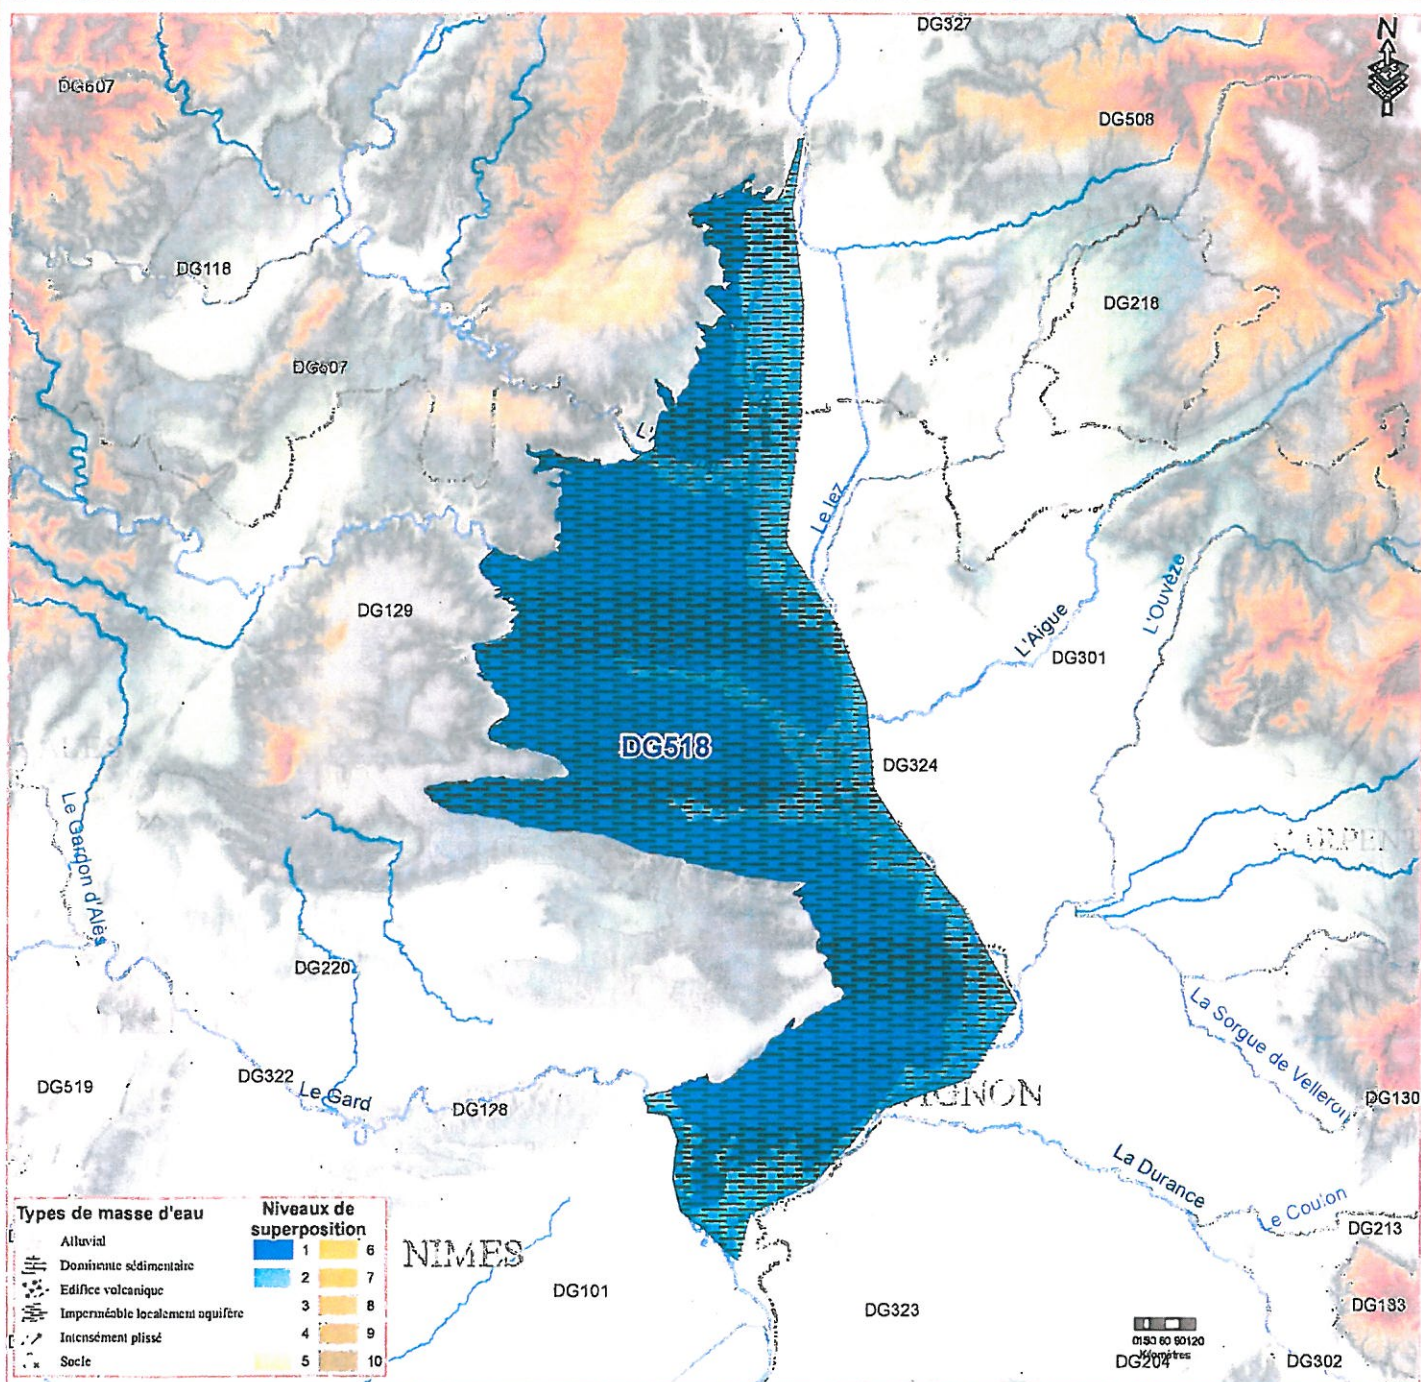 DG327
N
DG607
DG508
DG118
DG218
DG607
Le lez
DG129
L'Ouvèze
L'Aigue
DG301
DG518
DG324
Le Gardon d'Alès
DG220
La Sorgue de Velleron
DG519
DG322
Le Gard
DG128
DG130
La Durance
Le Coulon
DG213
NIMES
DG101
DG323
DG133
Kilomètres
DG204
DG302
Types de masse d'eau
Alluvial
Dominante sédimentaire
Edifice volcanique
Imperméable localement aquifère
Intensément plissé
Socle
Niveaux de
superposition
1 6
2 7
3 8
4 9
5 10